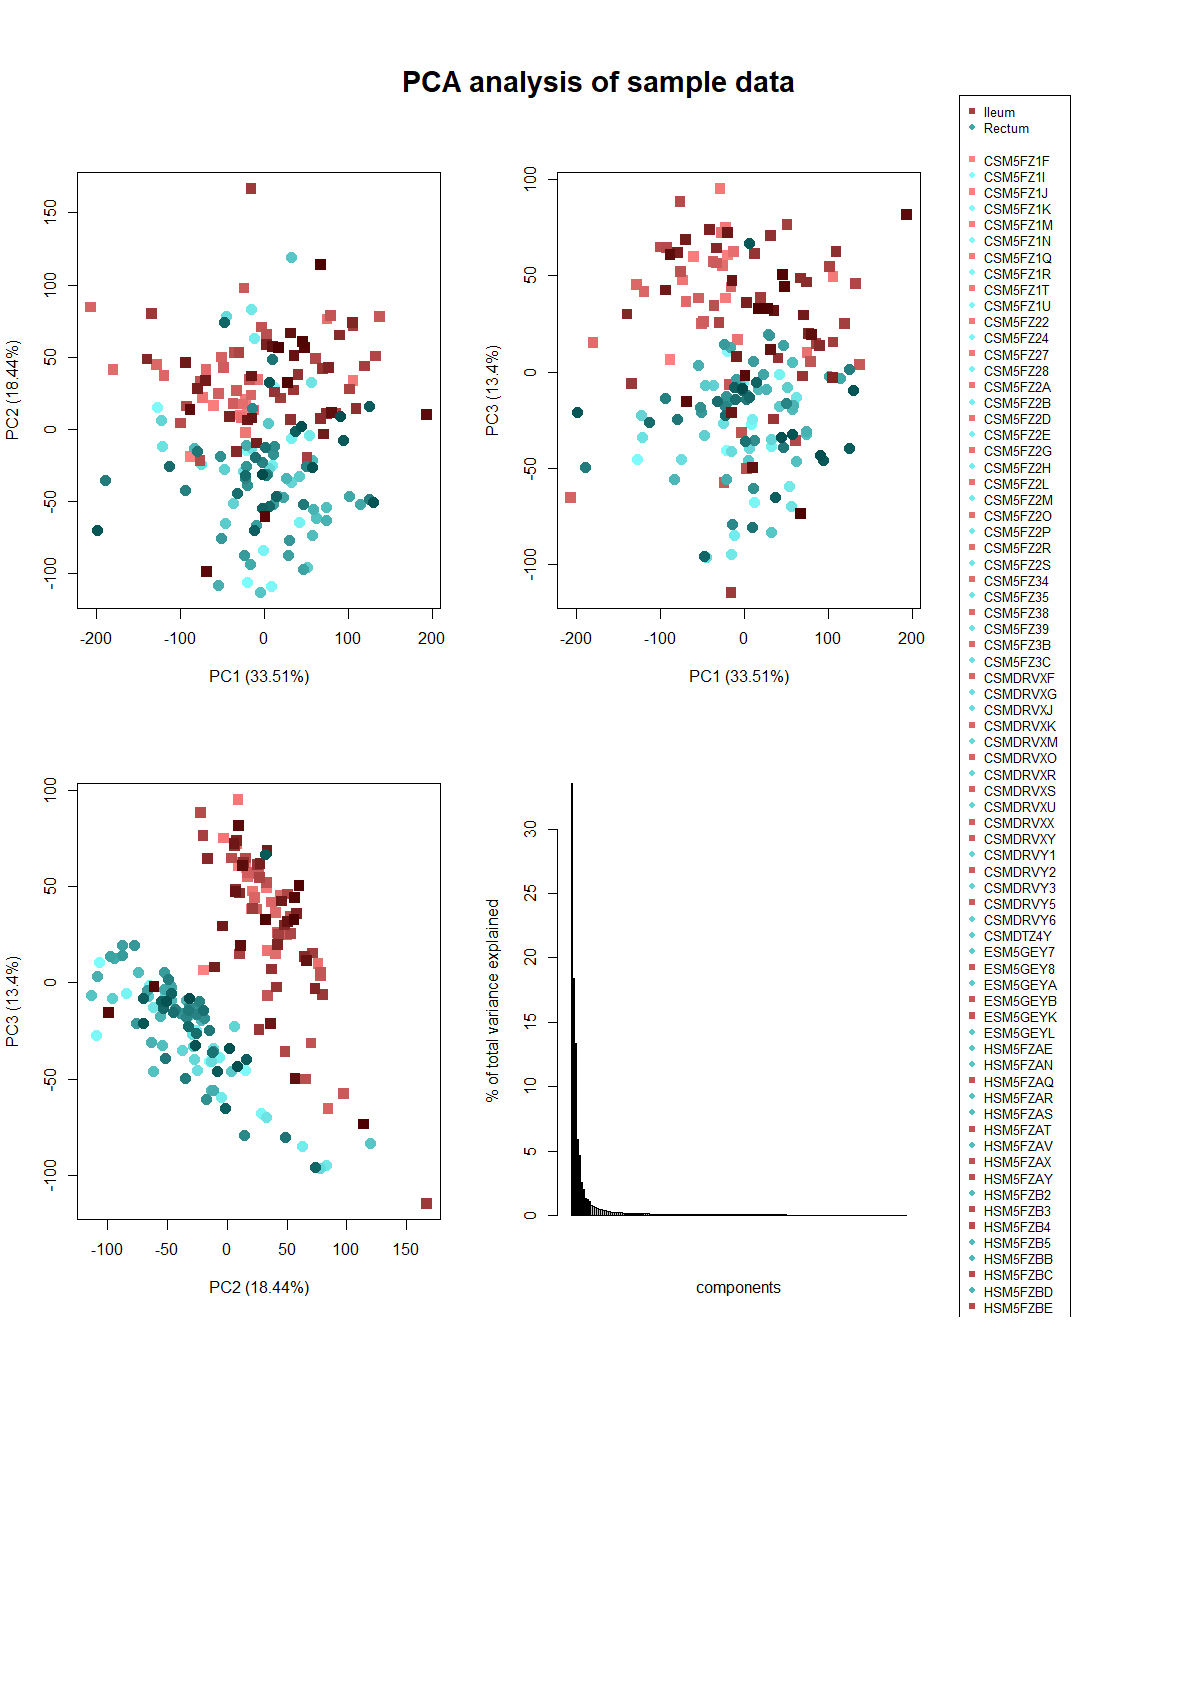 PCA analysis of sample data
150
100
50
0
-50
-100
PC2 (18.44%)
-200
-100
0
100
200
PC1 (33.51%)
100
50
0
-50
-100
PC3 (13.4%)
-200
-100
0
100
200
PC1 (33.51%)
100
50
0
-50
-100
PC3 (13.4%)
-100
-50
0
50
100
150
PC2 (18.44%)
30
25
20
15
10
5
0
% of total variance explained
components
Ileum
Rectum
CSM5FZ1F
CSM5FZ1I
CSM5FZ1J
CSM5FZ1K
CSM5FZ1M
CSM5FZ1N
CSM5FZ1Q
CSM5FZ1R
CSM5FZ1T
CSM5FZ1U
CSM5FZ22
CSM5FZ24
CSM5FZ27
CSM5FZ28
CSM5FZ2A
CSM5FZ2B
CSM5FZ2D
CSM5FZ2E
CSM5FZ2G
CSM5FZ2H
CSM5FZ2L
CSM5FZ2M
CSM5FZ2O
CSM5FZ2P
CSM5FZ2R
CSM5FZ2S
CSM5FZ34
CSM5FZ35
CSM5FZ38
CSM5FZ39
CSM5FZ3B
CSM5FZ3C
CSMDRVXF
CSMDRVXG
CSMDRVXJ
CSMDRVXK
CSMDRVXM
CSMDRVXO
CSMDRVXR
CSMDRVXS
CSMDRVXU
CSMDRVXX
CSMDRVXY
CSMDRVY1
CSMDRVY2
CSMDRVY3
CSMDRVY5
CSMDRVY6
CSMDTZ4Y
ESM5GEY7
ESM5GEY8
ESM5GEYA
ESM5GEYB
ESM5GEYK
ESM5GEYL
HSM5FZAE
HSM5FZAN
HSM5FZAQ
HSM5FZAR
HSM5FZAS
HSM5FZAT
HSM5FZAV
HSM5FZAX
HSM5FZAY
HSM5FZB2
HSM5FZB3
HSM5FZB4
HSM5FZB5
HSM5FZBB
HSM5FZBC
HSM5FZBD
HSM5FZBE